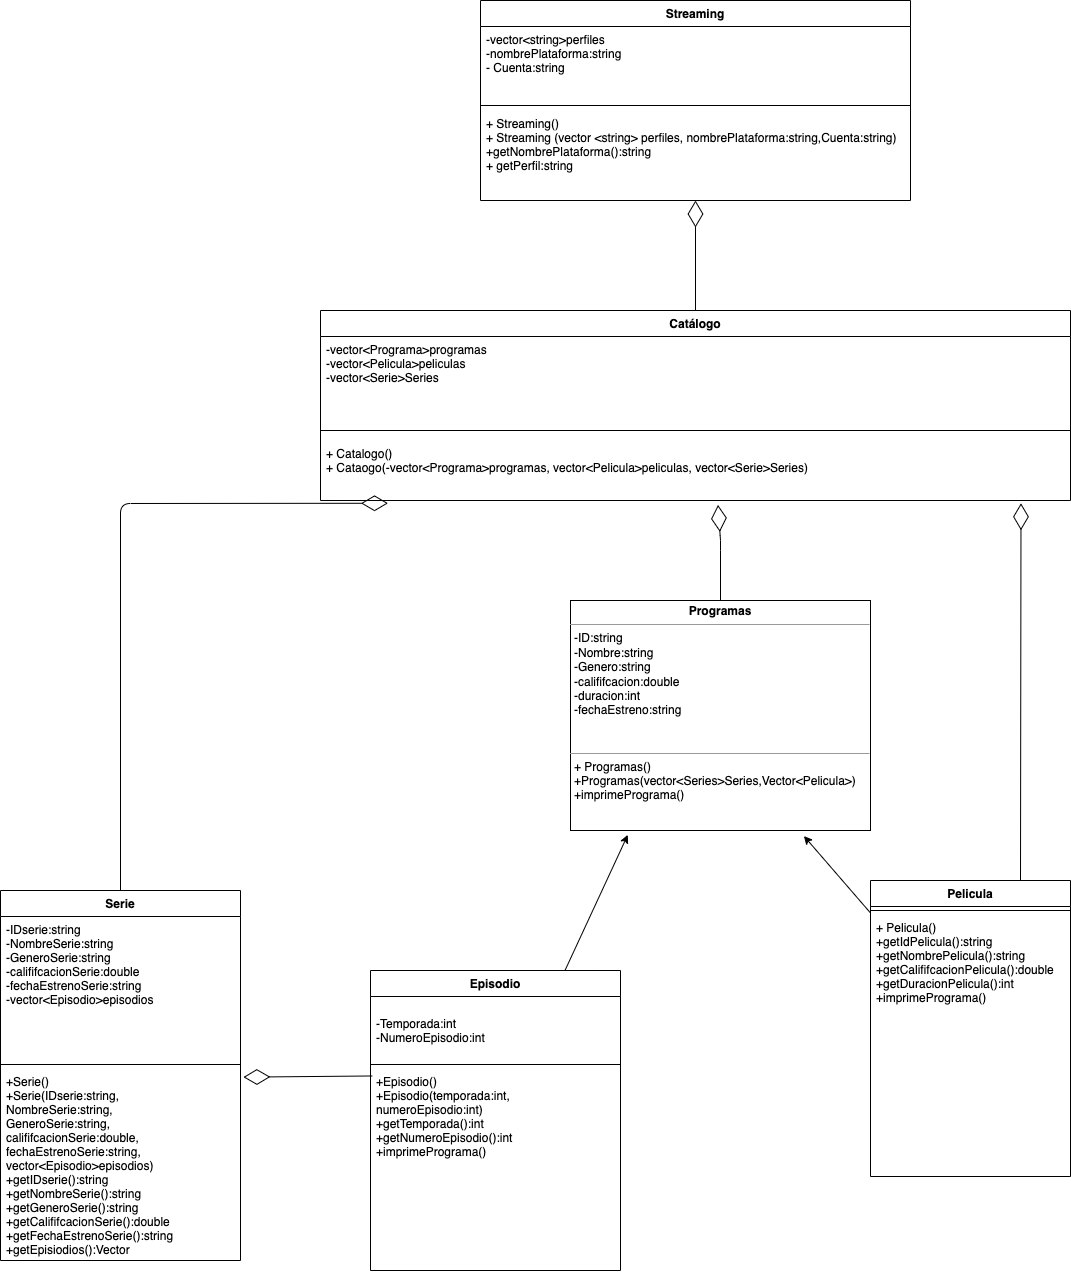 Streaming
-vector<string>perfiles
-nombrePlataforma:string
- Cuenta:string
+ Streaming()
+ Streaming (vector <string> perfiles, nombrePlataforma:string,Cuenta:string)
+getNombrePlataforma():string
+ getPerfil:string
Catálogo
-vector<Programa>programas
-vector<Pelicula>peliculas
-vector<Serie>Series
+ Catalogo()
+ Cataogo(-vector<Programa>programas, vector<Pelicula>peliculas, vector<Serie>Series)
Programas
-ID:string
-Nombre:string
-Genero:string
-calififcacion:double
-duracion:int
-fechaEstreno:string
+ Programas()
+Programas(vector<Series>Series,Vector<Pelicula>)
+imprimePrograma()
Serie
-IDserie:string
-NombreSerie:string
-GeneroSerie:string
-calififcacionSerie:double
-fechaEstrenoSerie:string
-vector<Episodio>episodios
+Serie()
+Serie(IDserie:string,
NombreSerie:string,
GeneroSerie:string,
calififcacionSerie:double,
fechaEstrenoSerie:string,
vector<Episodio>episodios)
+getIDserie():string
+getNombreSerie():string
+getGeneroSerie():string
+getCalififcacionSerie():double
+getFechaEstrenoSerie():string
+getEpisiodios():Vector
Episodio
-Temporada:int
-NumeroEpisodio:int
+Episodio()
+Episodio(temporada:int,
numeroEpisodio:int)
+getTemporada():int
+getNumeroEpisodio():int
+imprimePrograma()
Pelicula
+ Pelicula()
+getIdPelicula():string
+getNombrePelicula():string
+getCalififcacionPelicula():double
+getDuracionPelicula():int
+imprimePrograma()